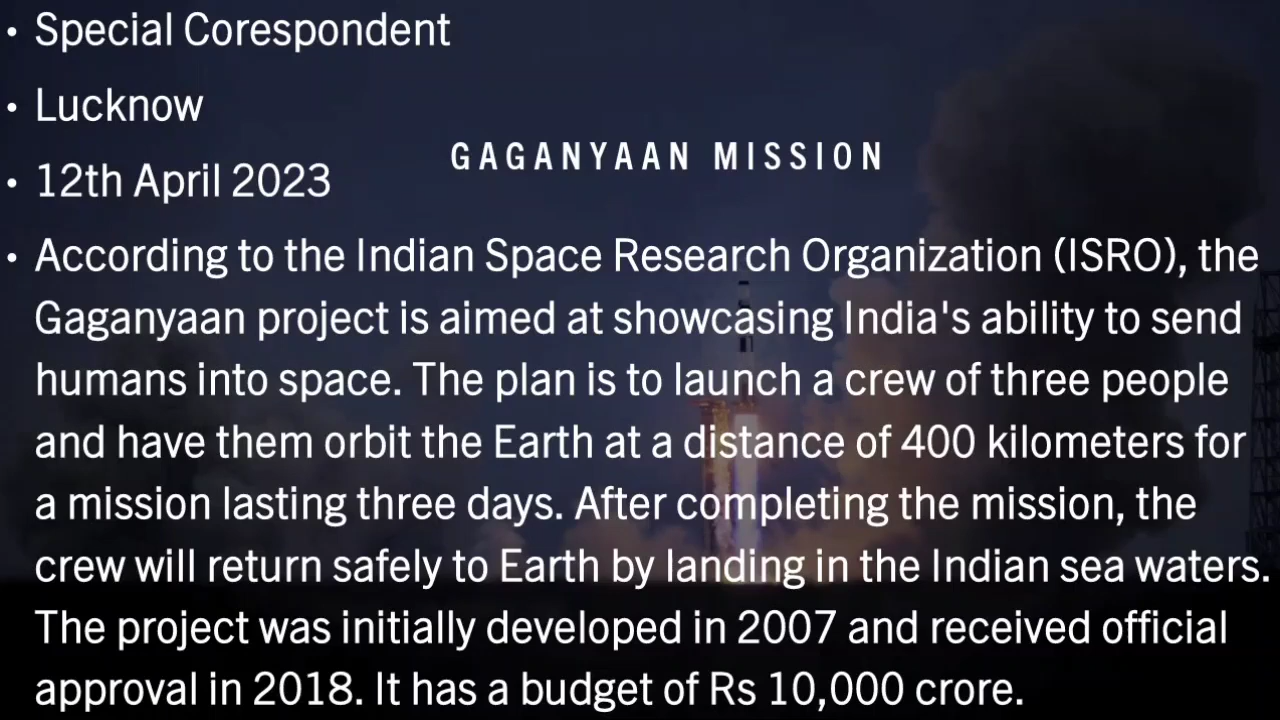 • Special Corespondent
• Lucknow
GAGANYAAN MISSION
• 12th April 2023
• According to the Indian Space Research Organization (ISRO), the
Gaganyaan project is aimed at showcasing India's ability to send
humans into space. The plan is to launch a crew of three people
and have them orbit the Earth at a distance of 400 kilometers for
a mission lasting three days. After completing the mission, the
crew will return safely to Earth by landing in the Indian sea waters.
The project was initially developed in 2007 and received official
approval in 2018. It has a budget of Rs 10,000 crore.